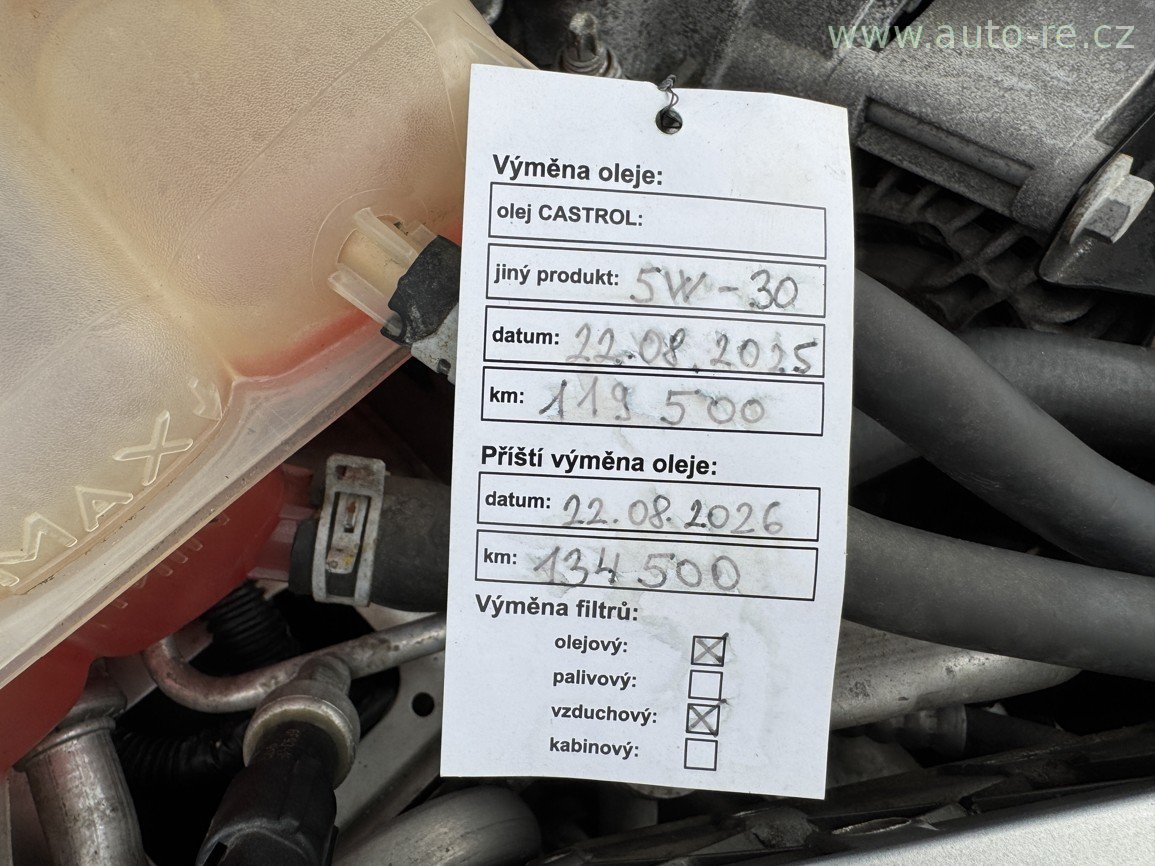 www.auto-re.cz
Výměna oleje:
olej CASTROL:
jiný produkt: 5W-30
datum: 22.08.2025
km: 119 500
Příští výměna oleje:
datum: 22.08.2026
km: 134 500
Výměna filtrů:
olejový:
palivový:
vzduchový:
kabinový:
MAX